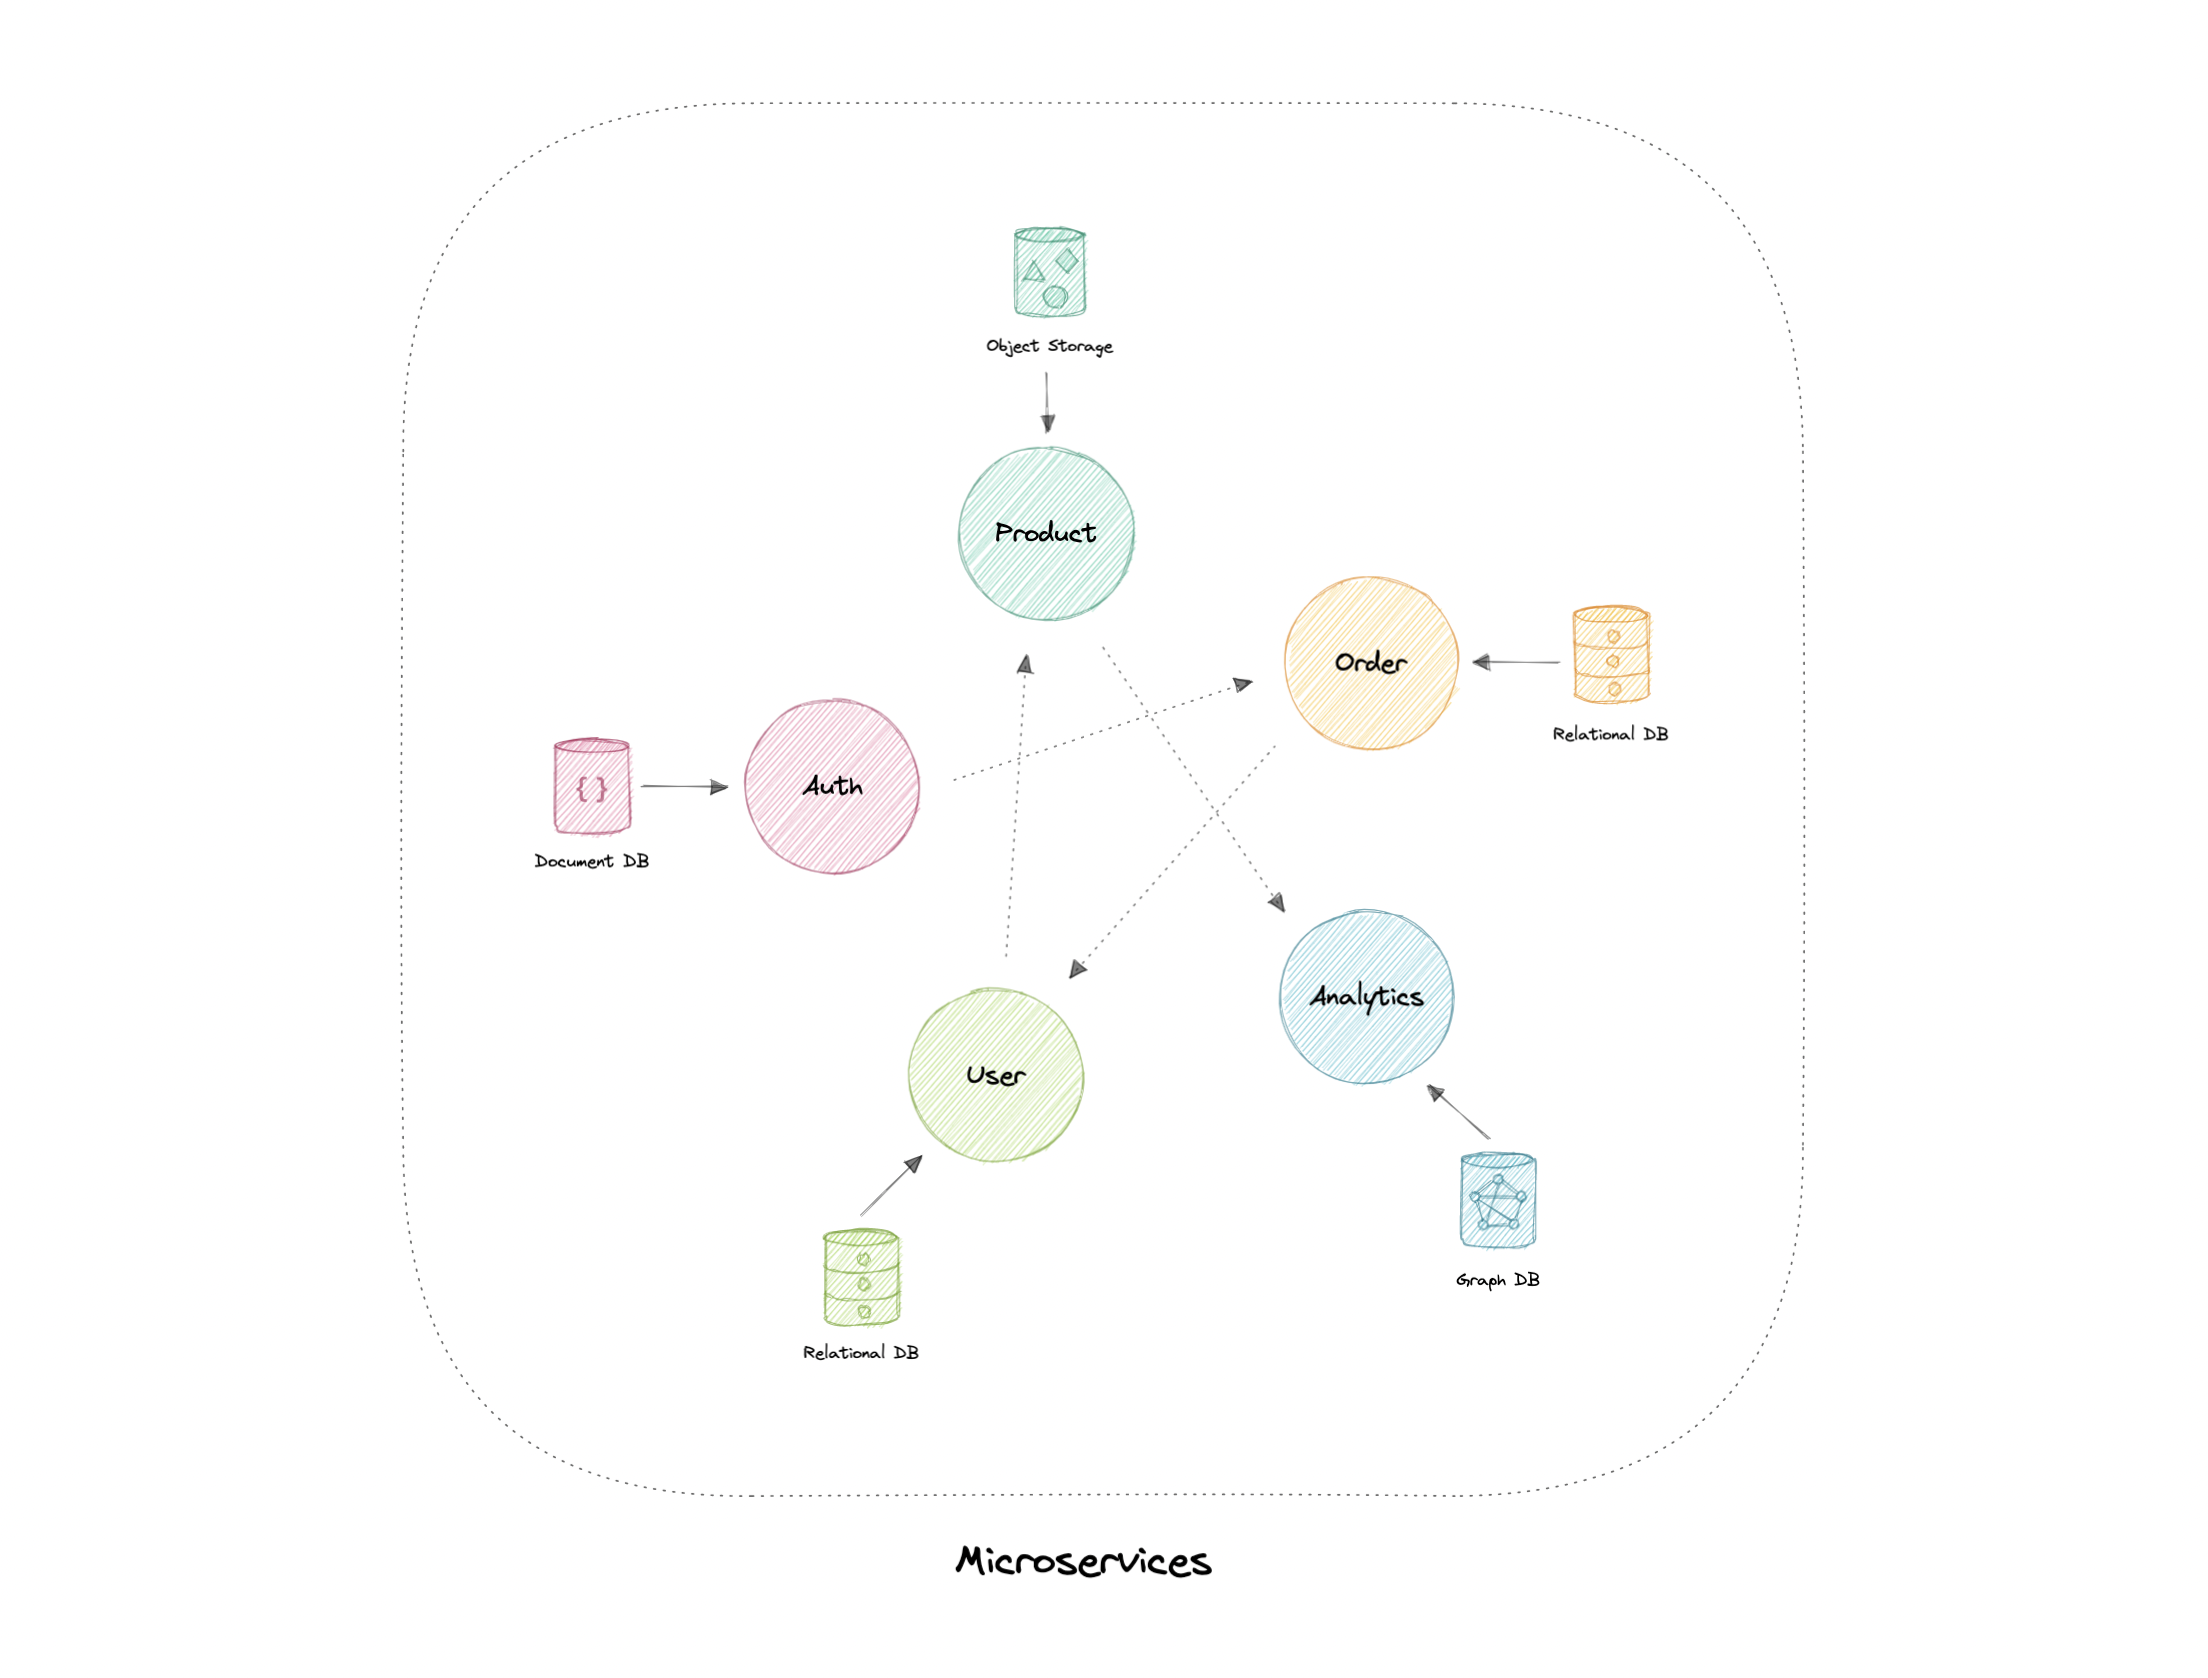 Object Storage
Product
Order
Relational DB
Auth
Document DB
Analytics
User
Graph DB
Relational DB
Microservices